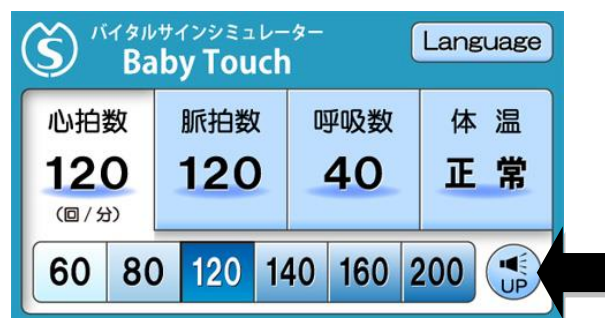 バイタルサインシミュレーター
Baby Touch
Language
心拍数 脈拍数 呼吸数 体 温
120 120 40 正 常
(回/分)
60 80 120 140 160 200
UP